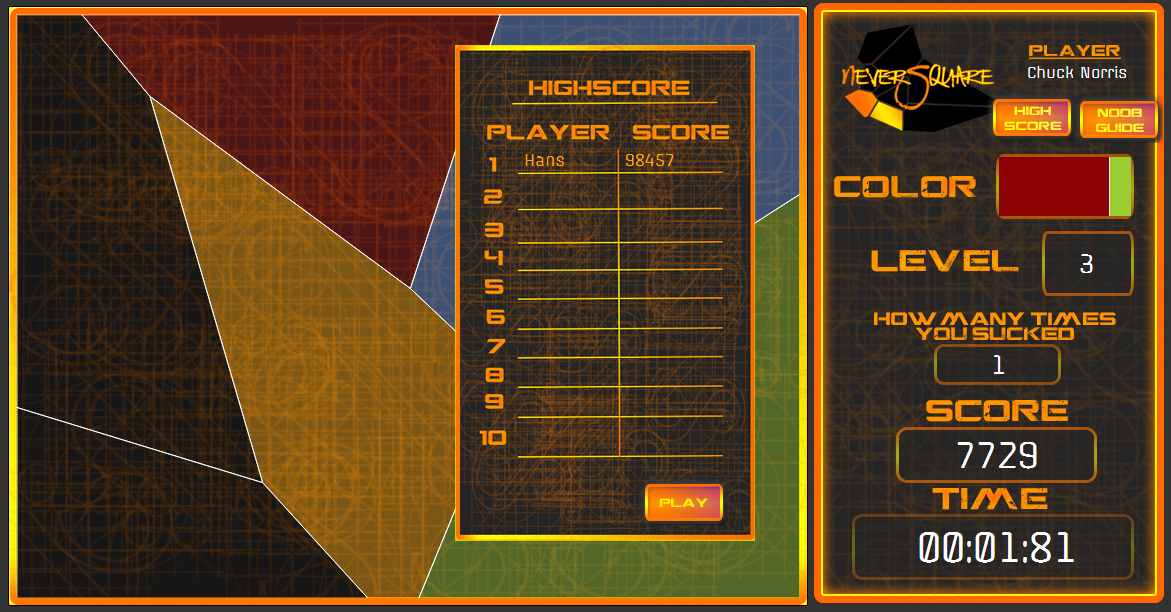 HIGHSCORE
PLAYER SCORE
1 Hans 98457
2
3
4
5
6
7
8
9
10
PLAY
NEVERSQUARE
PLAYER
Chuck Norris
HIGH
SCORE
NOOB
GUIDE
COLOR
LEVEL
3
HOW MANY TIMES
YOU SUCKED
1
SCORE
7729
TIME
00:01:81